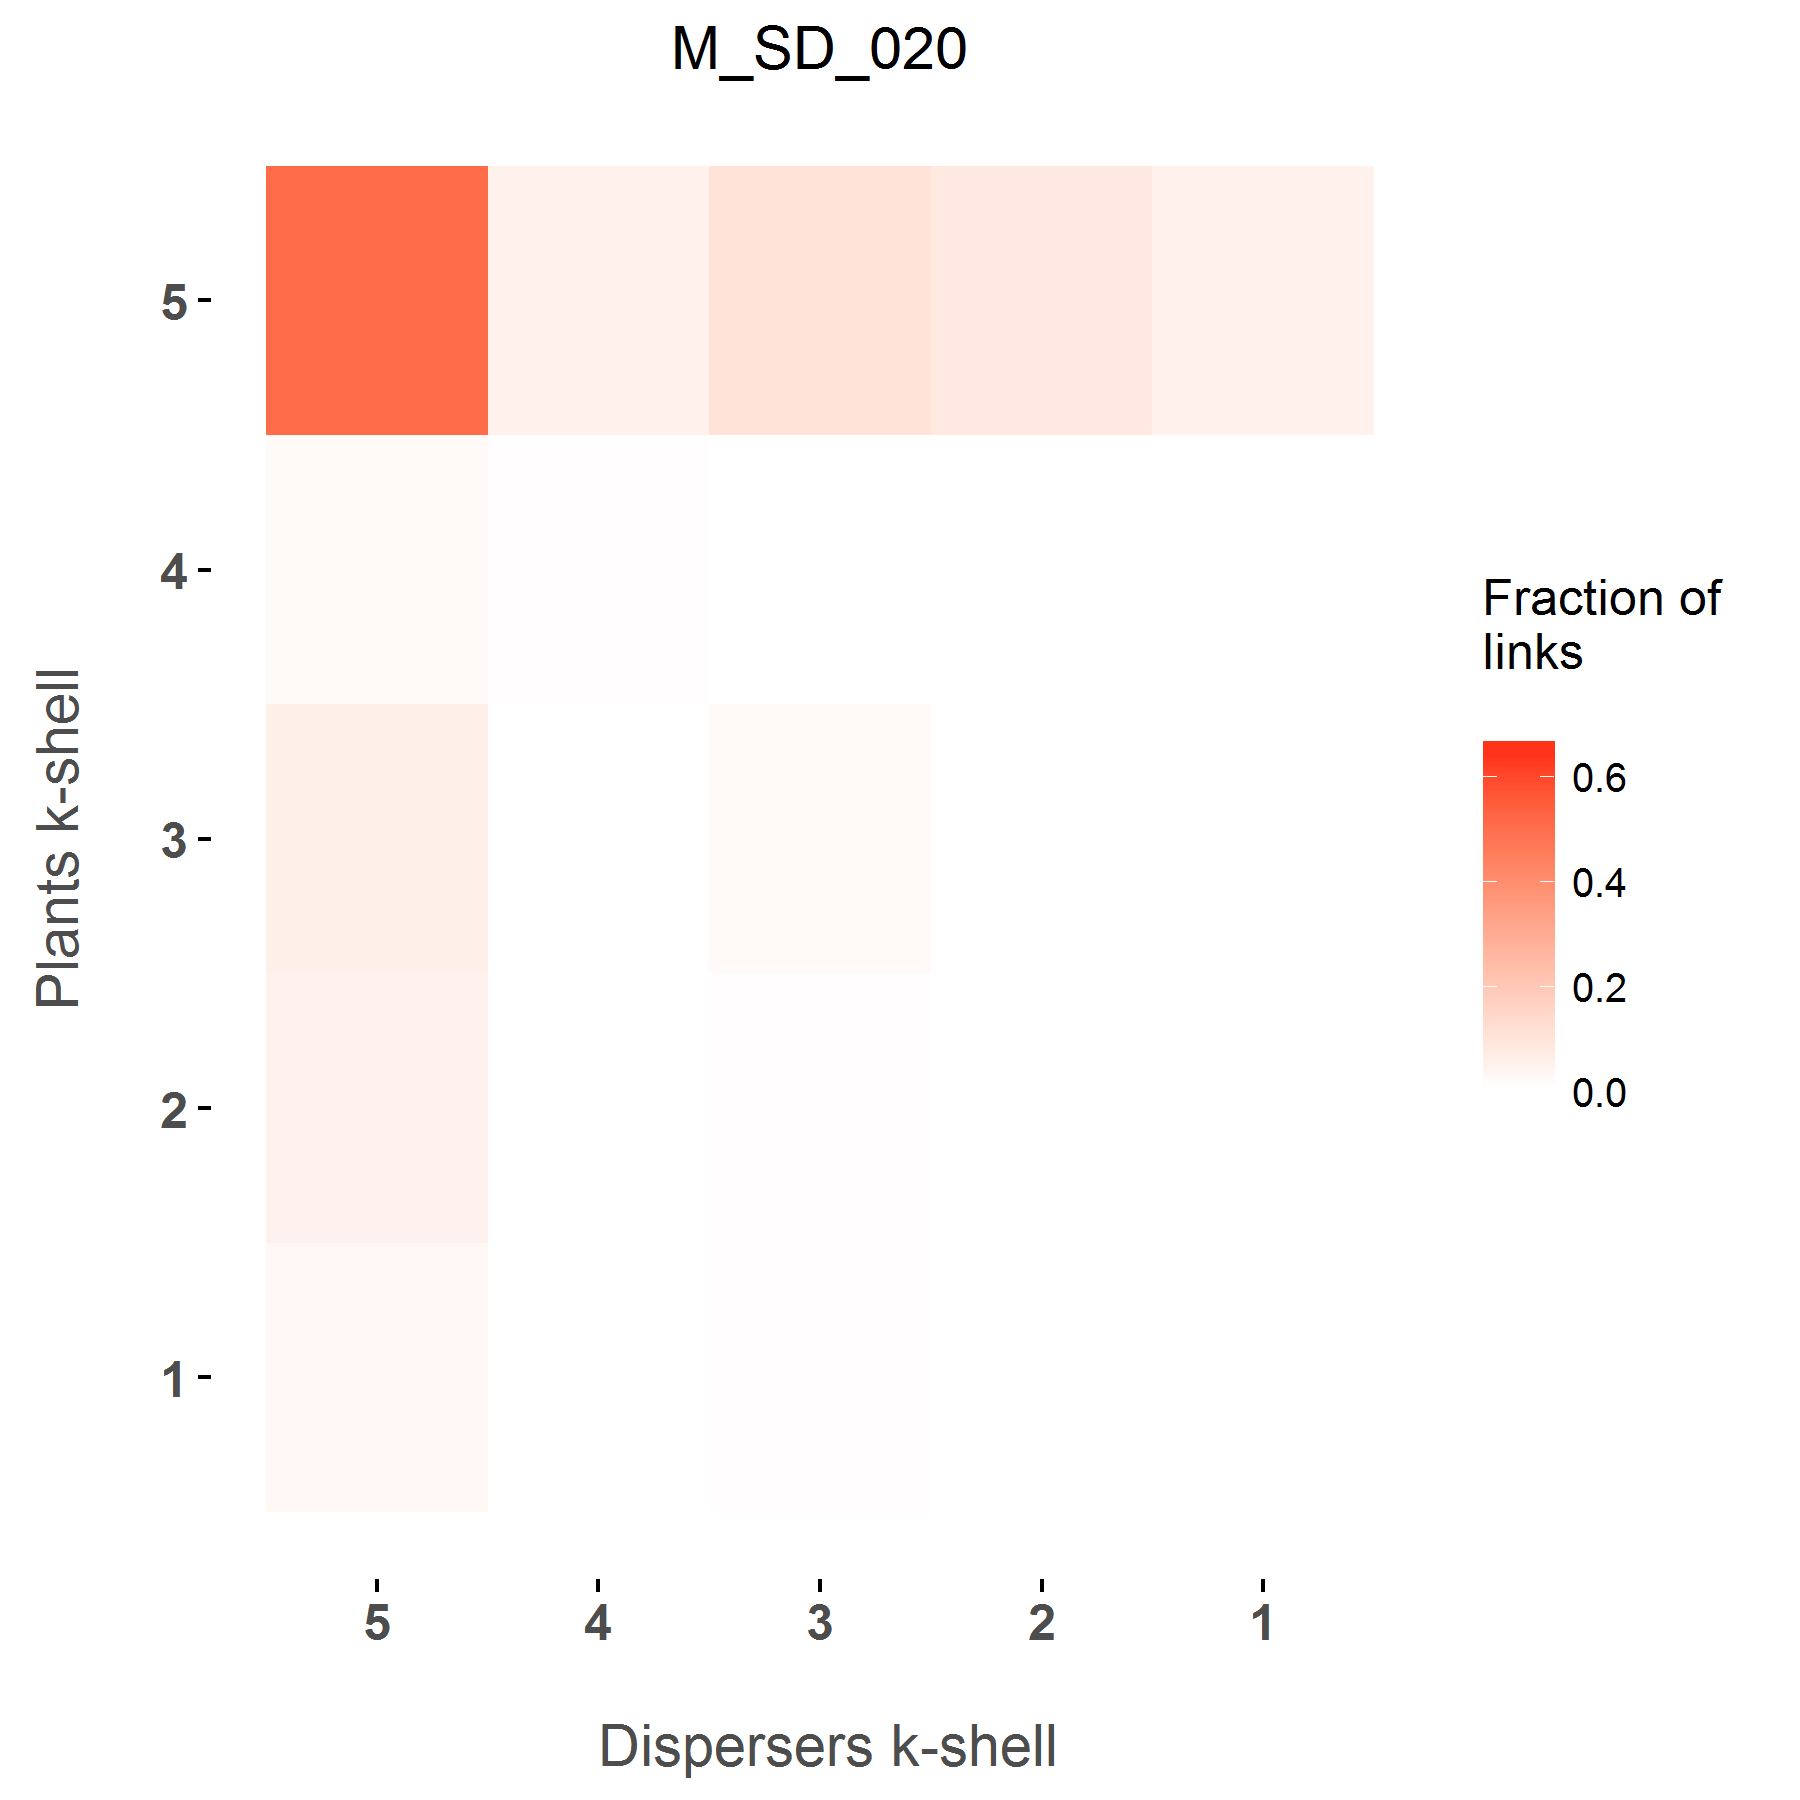 M_SD_020
5
4
3
2
1
Plants k-shell
5 4 3 2 1
Dispersers k-shell
Fraction of
links
0.6
0.4
0.2
0.0